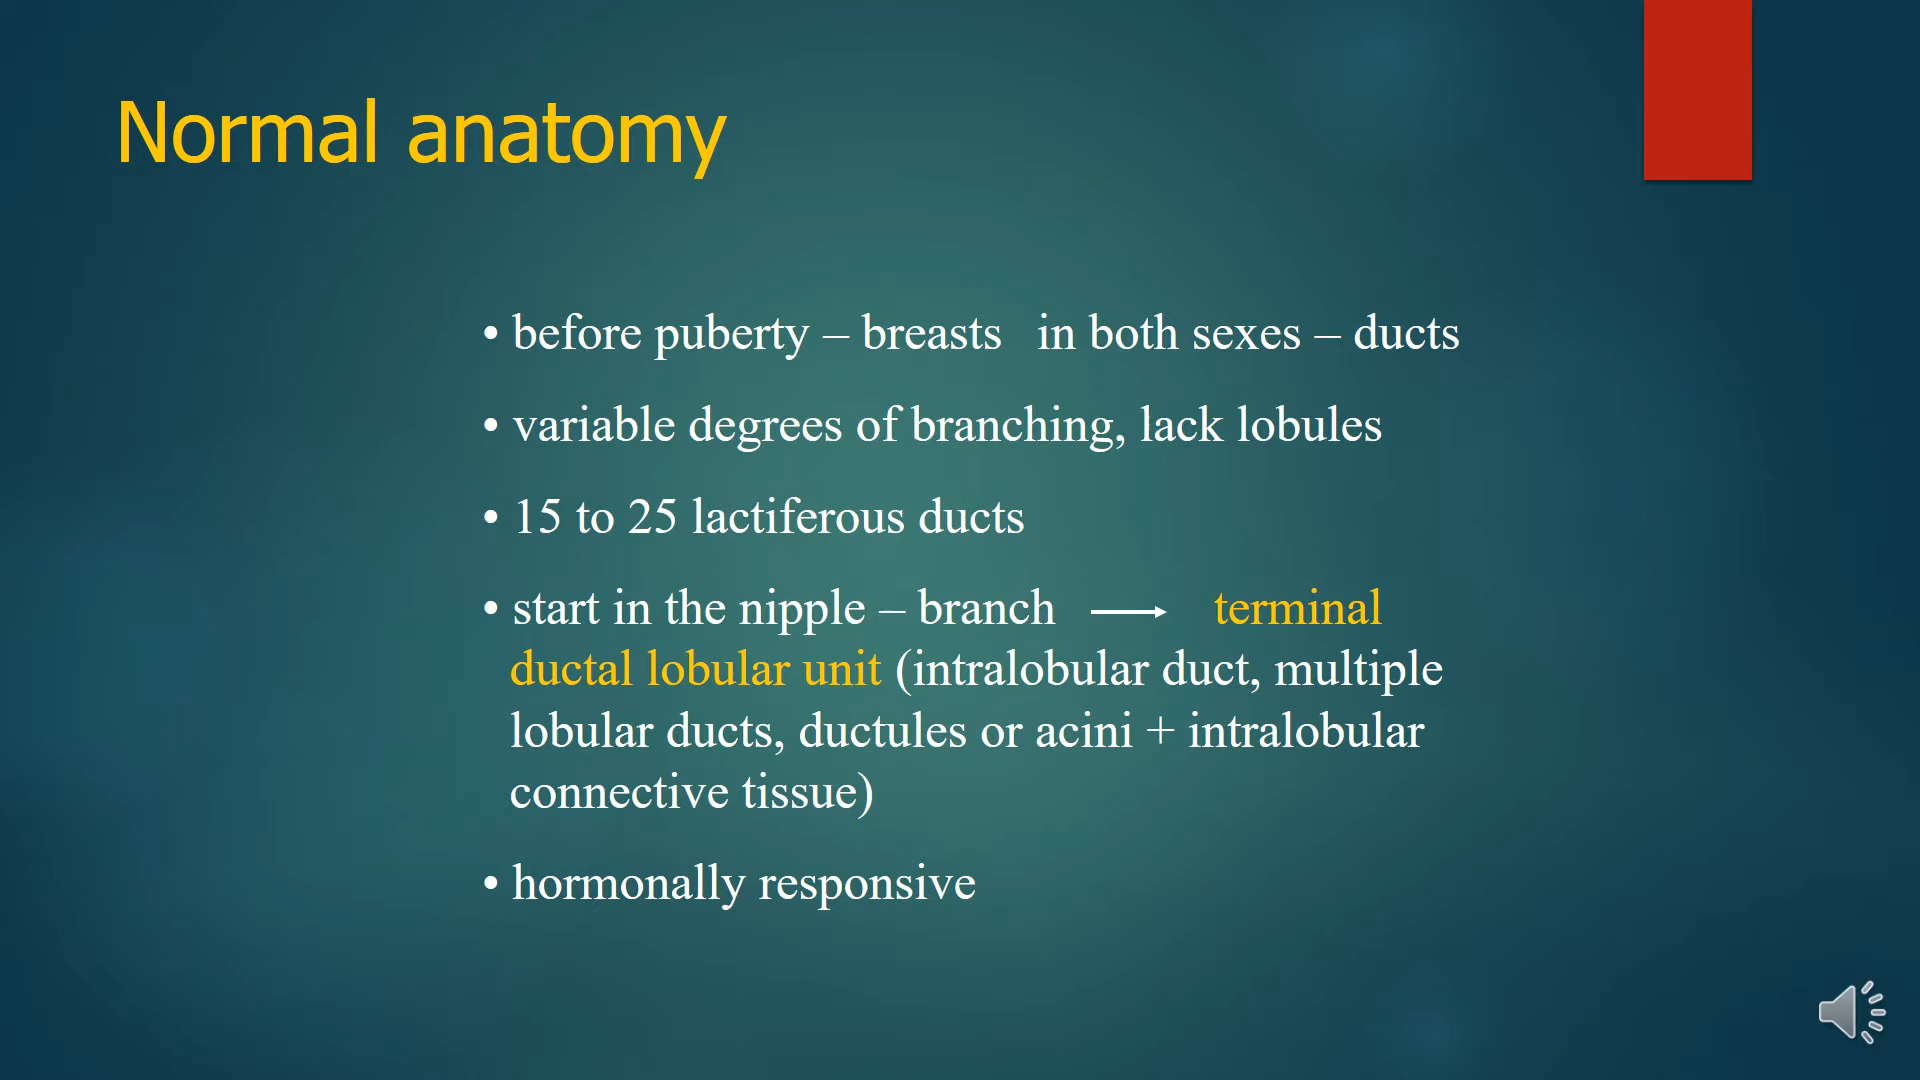 Normal anatomy
• before puberty – breasts in both sexes – ducts
• variable degrees of branching, lack lobules
• 15 to 25 lactiferous ducts
• start in the nipple – branch → terminal
ductal lobular unit (intralobular duct, multiple
lobular ducts, ductules or acini + intralobular
connective tissue)
• hormonally responsive